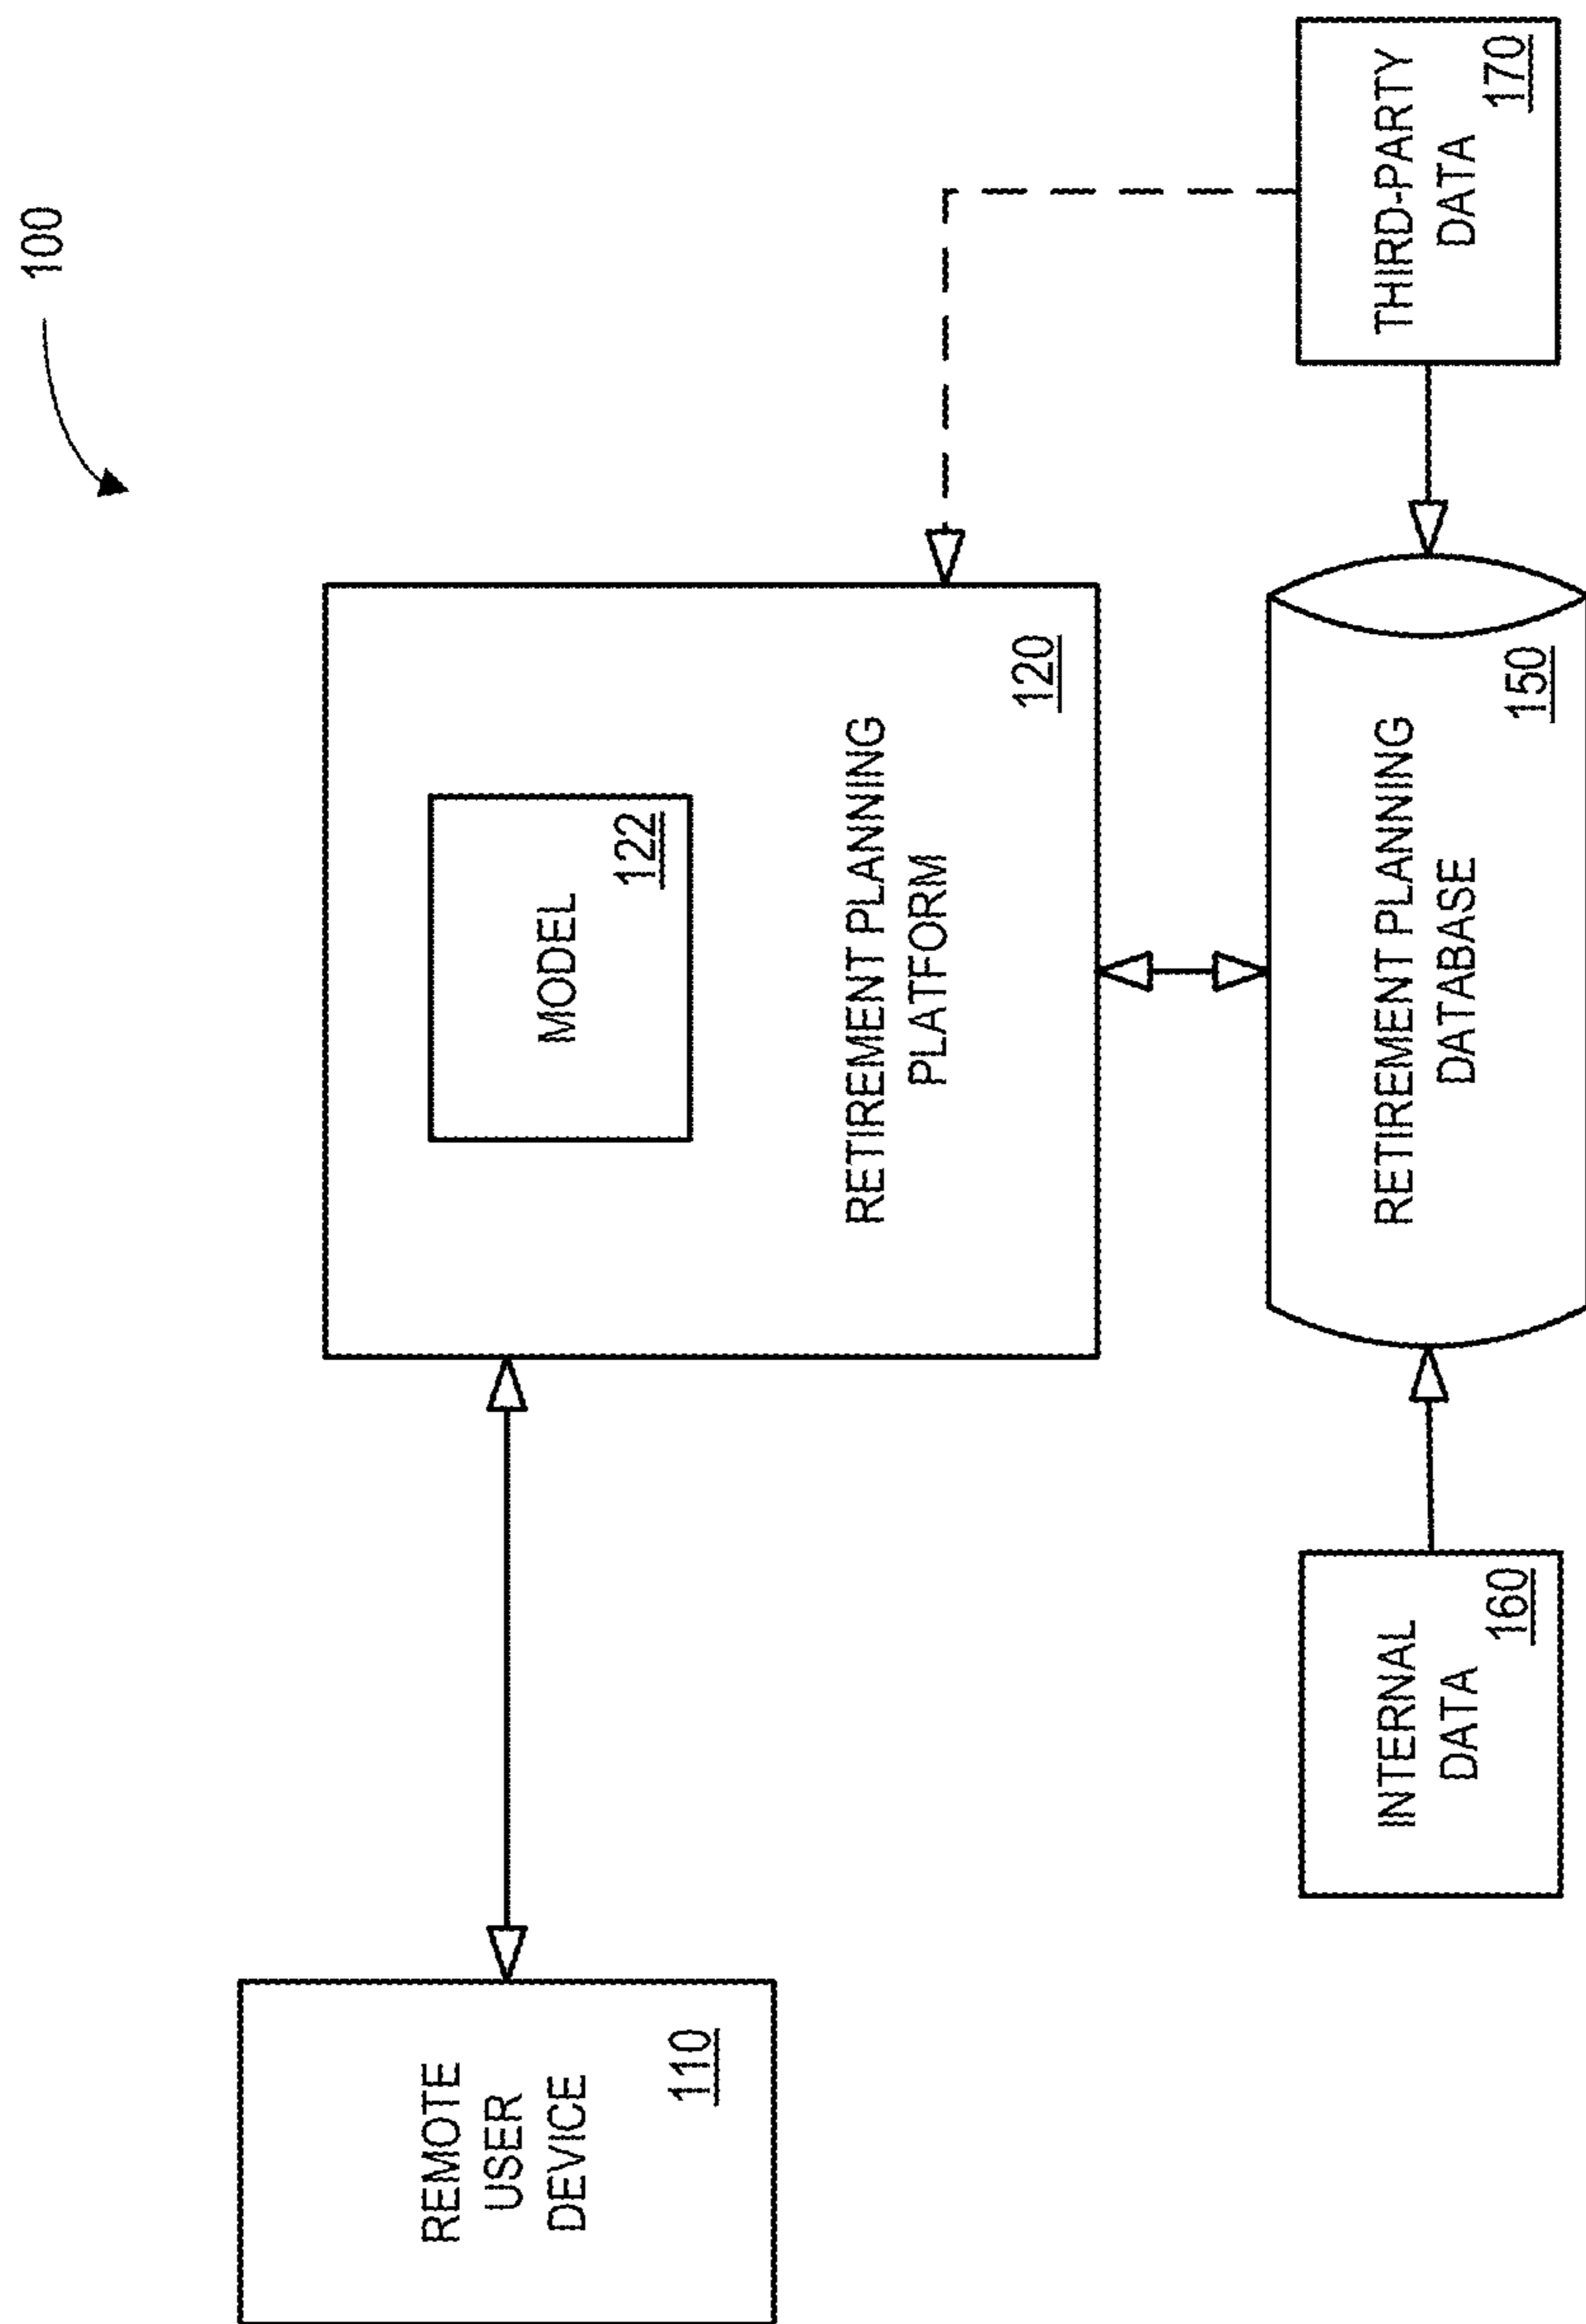 100
REMOTE
USER
DEVICE
110
MODEL
122
RETIREMENT PLANNING
PLATFORM
120
INTERNAL
DATA
160
RETIREMENT PLANNING
DATABASE
150
THIRD-PARTY
DATA
170